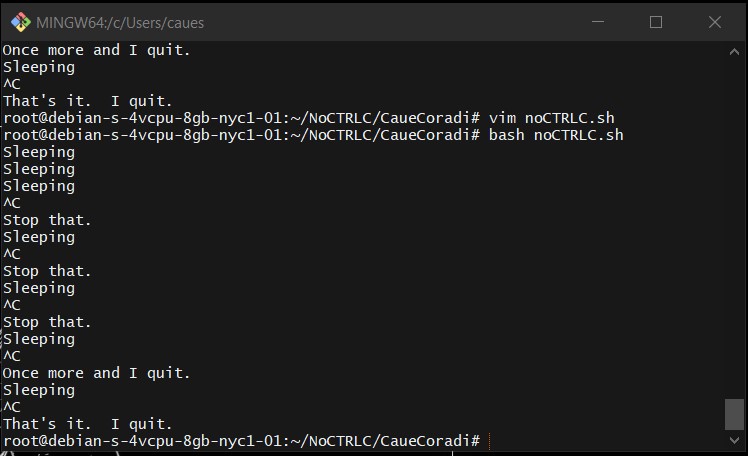 MINGW64:/c/Users/caues
Once more and I quit.
Sleeping
^C
That's it.  I quit.
root@debian-s-4vcpu-8gb-nyc1-01:~/NoCTRLC/CaueCoradi# vim noCTRLC.sh
root@debian-s-4vcpu-8gb-nyc1-01:~/NoCTRLC/CaueCoradi# bash noCTRLC.sh
Sleeping
Sleeping
Sleeping
^C
Stop that.
Sleeping
^C
Stop that.
Sleeping
^C
Stop that.
Sleeping
^C
Once more and I quit.
Sleeping
^C
That's it.  I quit.
root@debian-s-4vcpu-8gb-nyc1-01:~/NoCTRLC/CaueCoradi#